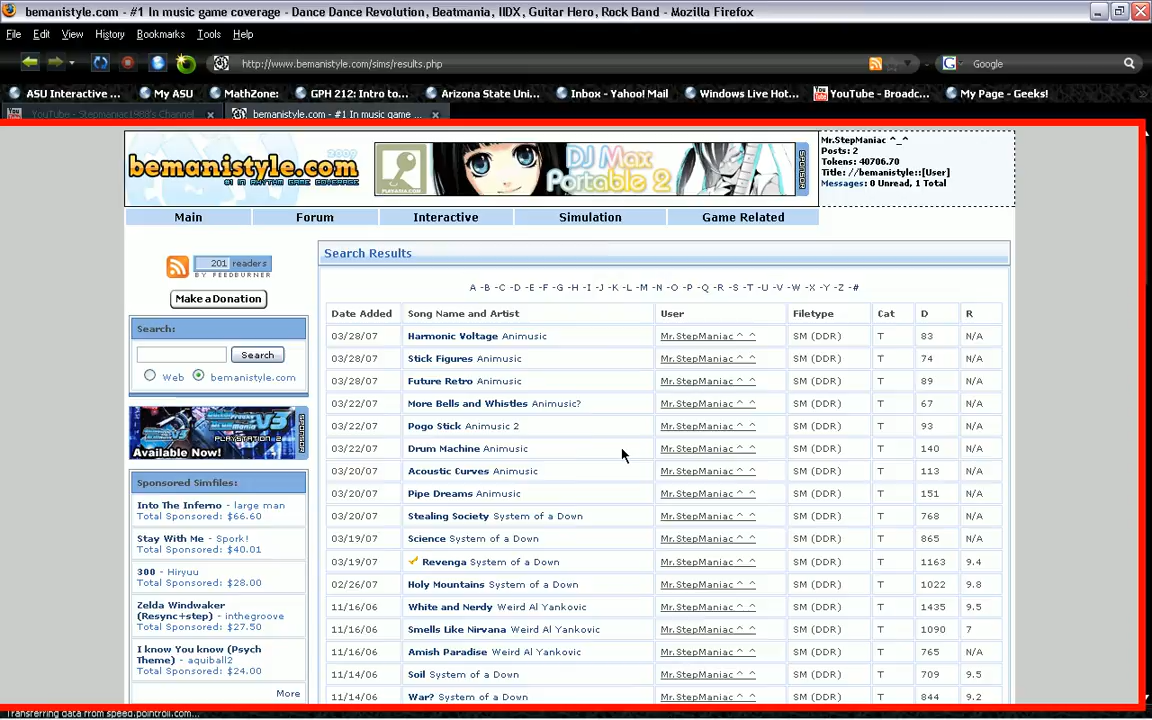 bemanistyle.com - #1 In music game coverage - Dance Dance Revolution, Beatmania, IIDX, Guitar Hero, Rock Band - Mozilla Firefox
File Edit View History Bookmarks Tools Help
http://www.bemanistyle.com/sims/results.php
Google
ASU Interactive ... My ASU MathZone: GPH 212: Intro to... Arizona State Uni... Inbox - Yahoo! Mail Windows Live Hot... YouTube - Broadc... My Page - Geeks!
YouTube - Stepmaniac1988's Channel bemanistyle.com - #1 In music game ...
bemanistyle.com
#1 IN RHYTHM GAME COVERAGE
DJ Max
Portable 2
SPONSOR
Mr.StepManiac ^_^
Posts: 2
Tokens: 40706.70
Title: //bemanistyle::[User]
Messages: 0 Unread, 1 Total
Main Forum Interactive Simulation Game Related
201 readers
BY FEEDBURNER
Make a Donation
Search:
Search
Web bemanistyle.com
PLAYSTATION 2
Available Now!
SPONSOR
Sponsored Simfiles:
Into The Inferno - large man
Total Sponsored: $66.60
Stay With Me - Spork!
Total Sponsored: $40.01
300 - Hiryuu
Total Sponsored: $28.00
Zelda Windwaker
(Resync+step) - inthegroove
Total Sponsored: $27.50
I know You know (Psych
Theme) - aquiball2
Total Sponsored: $24.00
More
Search Results
A -B -C -D -E -F -G -H -I -J -K -L -M -N -O -P -Q -R -S -T -U -V -W -X -Y -Z -#
Date Added Song Name and Artist User Filetype Cat D R
03/28/07 Harmonic Voltage Animusic Mr.StepManiac ^_^ SM (DDR) T 83 N/A
03/28/07 Stick Figures Animusic Mr.StepManiac ^_^ SM (DDR) T 74 N/A
03/28/07 Future Retro Animusic Mr.StepManiac ^_^ SM (DDR) T 89 N/A
03/22/07 More Bells and Whistles Animusic? Mr.StepManiac ^_^ SM (DDR) T 67 N/A
03/22/07 Pogo Stick Animusic 2 Mr.StepManiac ^_^ SM (DDR) T 93 N/A
03/22/07 Drum Machine Animusic Mr.StepManiac ^_^ SM (DDR) T 140 N/A
03/20/07 Acoustic Curves Animusic Mr.StepManiac ^_^ SM (DDR) T 113 N/A
03/20/07 Pipe Dreams Animusic Mr.StepManiac ^_^ SM (DDR) T 151 N/A
03/20/07 Stealing Society System of a Down Mr.StepManiac ^_^ SM (DDR) T 768 N/A
03/19/07 Science System of a Down Mr.StepManiac ^_^ SM (DDR) T 865 N/A
03/19/07 Revenga System of a Down Mr.StepManiac ^_^ SM (DDR) T 1163 9.4
02/26/07 Holy Mountains System of a Down Mr.StepManiac ^_^ SM (DDR) T 1022 9.8
11/16/06 White and Nerdy Weird Al Yankovic Mr.StepManiac ^_^ SM (DDR) T 1435 9.5
11/16/06 Smells Like Nirvana Weird Al Yankovic Mr.StepManiac ^_^ SM (DDR) T 1090 7
11/16/06 Amish Paradise Weird Al Yankovic Mr.StepManiac ^_^ SM (DDR) T 765 N/A
11/14/06 Soil System of a Down Mr.StepManiac ^_^ SM (DDR) T 709 9.5
11/14/06 War? System of a Down Mr.StepManiac ^_^ SM (DDR) T 844 9.2
Transferring data from speed.pointroll.com...